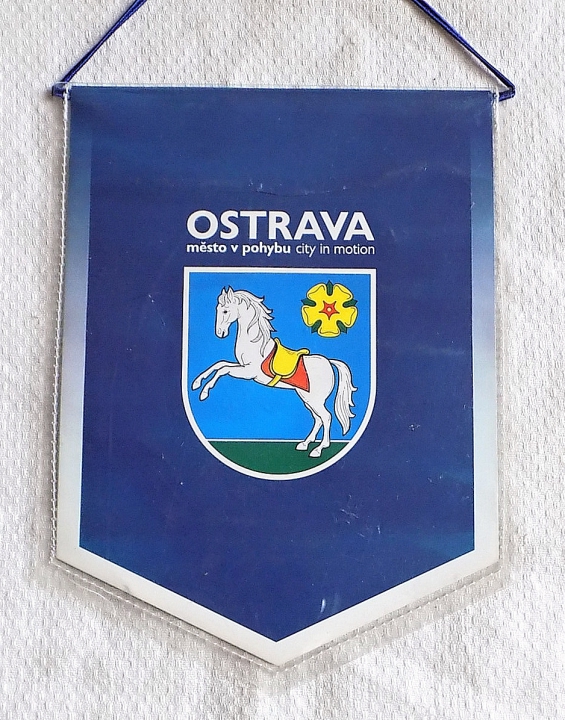 OSTRAVA
město v pohybu city in motion